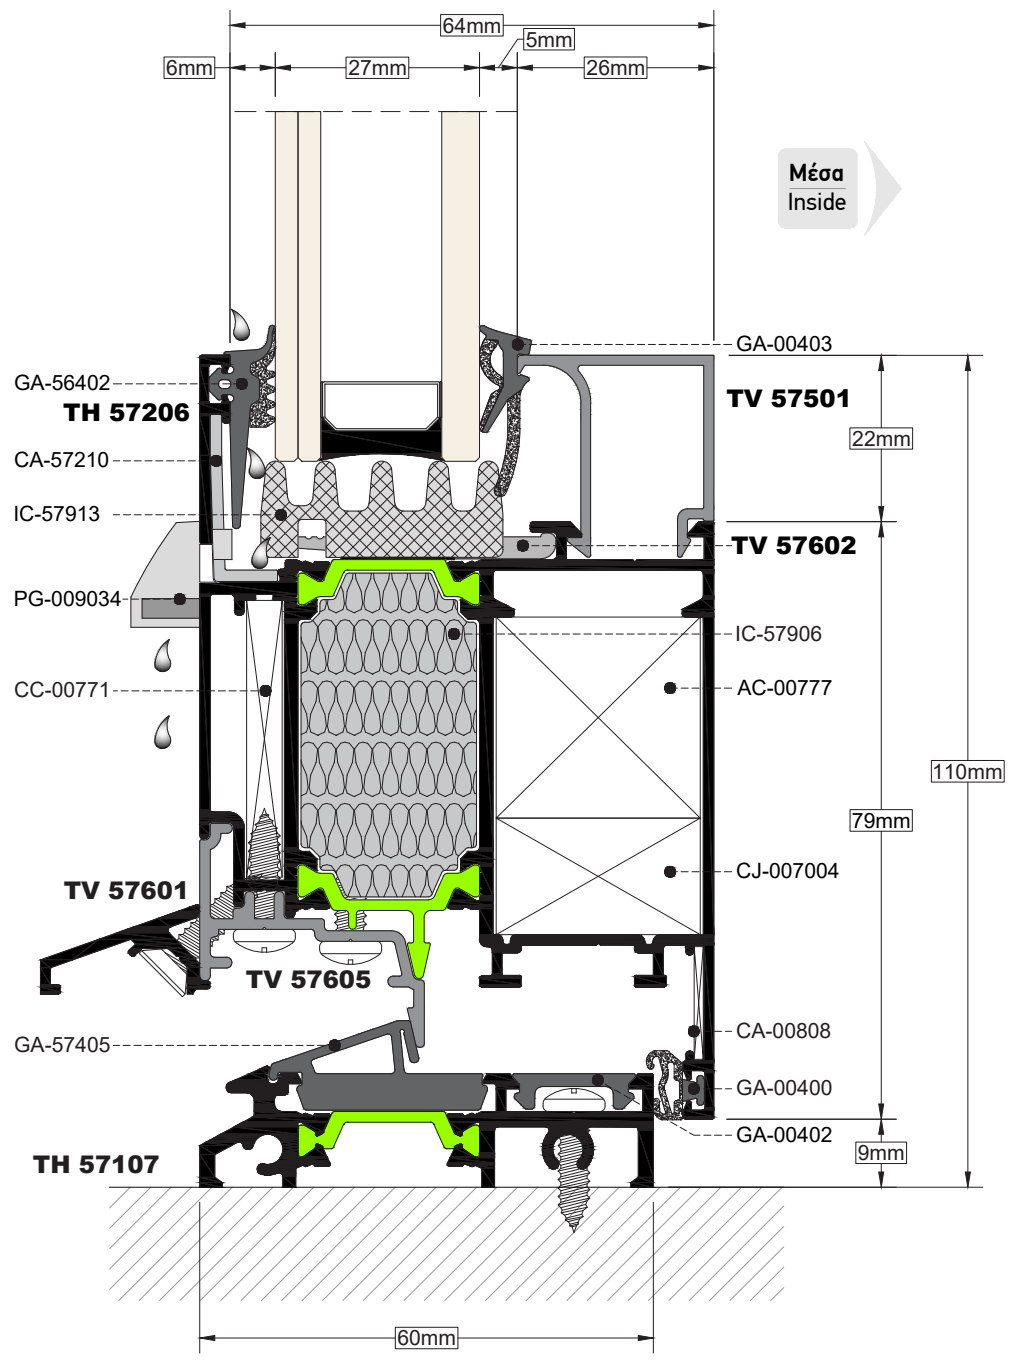 64mm
5mm
6mm
27mm
26mm
Μέσα
Inside
GA-00403
GA-56402
TH 57206
TV 57501
22mm
CA-57210
IC-57913
TV 57602
PG-009034
IC-57906
CC-00771
AC-00777
110mm
79mm
CJ-007004
TV 57601
TV 57605
CA-00808
GA-57405
GA-00400
GA-00402
9mm
TH 57107
60mm